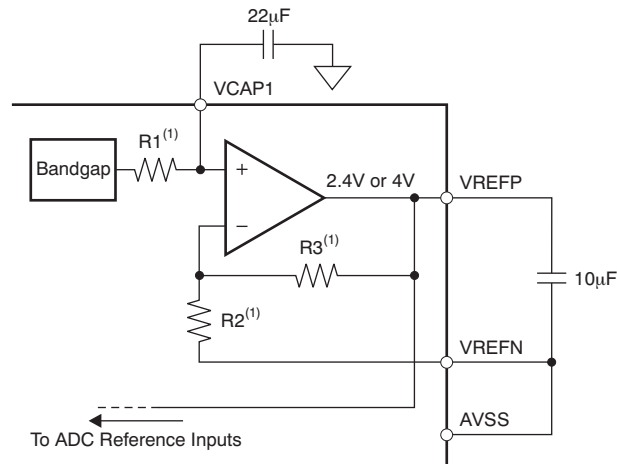 22μF
VCAP1
R1(1)
Bandgap
+
2.4V or 4V
VREFP
−
R3(1)
10μF
R2(1)
VREFN
AVSS
To ADC Reference Inputs